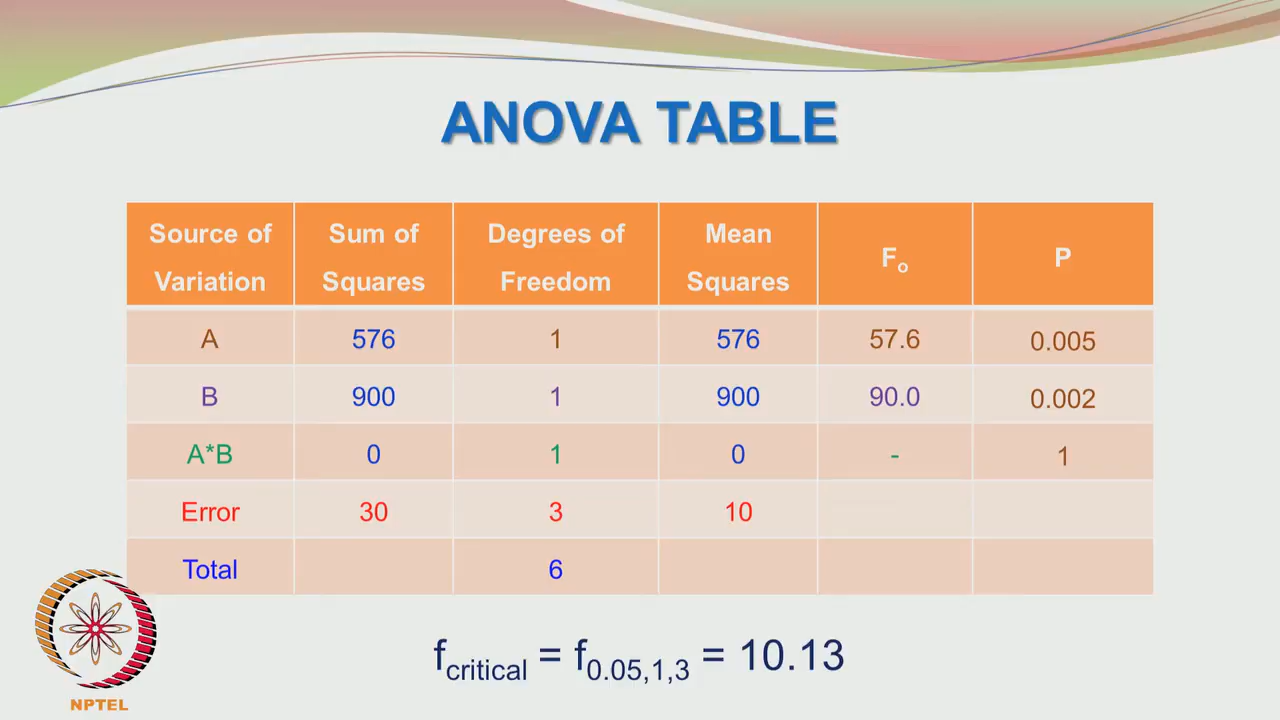 ANOVA TABLE
Source of Variation | Sum of Squares | Degrees of Freedom | Mean Squares | Fo | P
A | 576 | 1 | 576 | 57.6 | 0.005
B | 900 | 1 | 900 | 90.0 | 0.002
A*B | 0 | 1 | 0 | - | 1
Error | 30 | 3 | 10
Total | 6
fcritical = f0.05,1,3 = 10.13
NPTEL